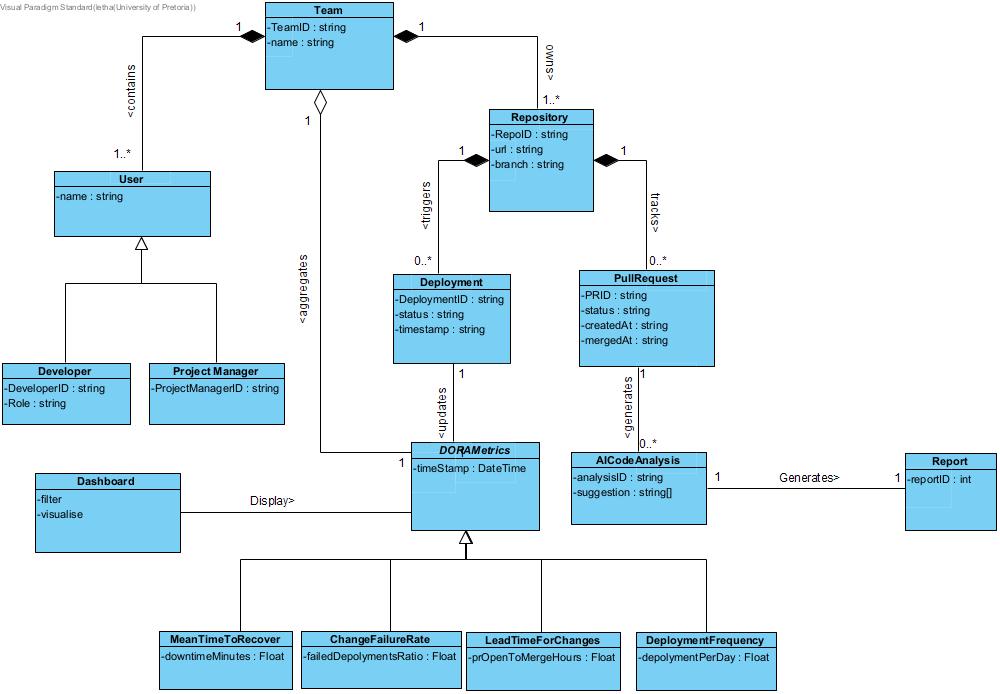 Visual Paradigm Standard(letha(University of Pretoria))
Team
-TeamID : string
-name : string
1
1
<contains
owns>
1..*
1..*
1
Repository
-RepoID : string
-url : string
-branch : string
1
1
User
-name : string
<triggers
tracks>
0..*
0..*
<aggregates
Deployment
-DeploymentID : string
-status : string
-timestamp : string
PullRequest
-PRID : string
-status : string
-createdAt : string
-mergedAt : string
Developer
-DeveloperID : string
-Role : string
Project Manager
-ProjectManagerID : string
1
<updates
1
<generates
0..*
1
DORAMetrics
-timeStamp : DateTime
AICodeAnalysis
-analysisID : string
-suggestion : string[]
1
Generates>
1
Report
-reportID : int
Dashboard
-filter
-visualise
Display>
MeanTimeToRecover
-downtimeMinutes : Float
ChangeFailureRate
-failedDepolymentsRatio : Float
LeadTimeForChanges
-prOpenToMergeHours : Float
DeploymentFrequency
-depolymentPerDay : Float